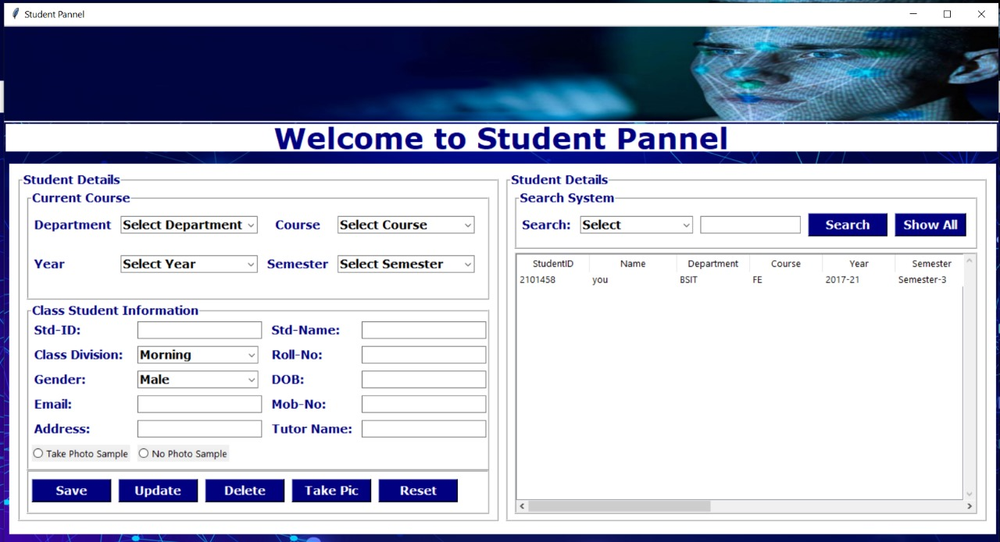 Student Pannel
Welcome to Student Pannel
Student Details
Current Course
Department Select Department Course Select Course
Year Select Year Semester Select Semester
Class Student Information
Std-ID: Std-Name:
Class Division: Morning Roll-No:
Gender: Male DOB:
Email: Mob-No:
Address: Tutor Name:
Take Photo Sample No Photo Sample
Save Update Delete Take Pic Reset
Student Details
Search System
Search: Select Search Show All
StudentID Name Department Course Year Semester
2101458 you BSIT FE 2017-21 Semester-3